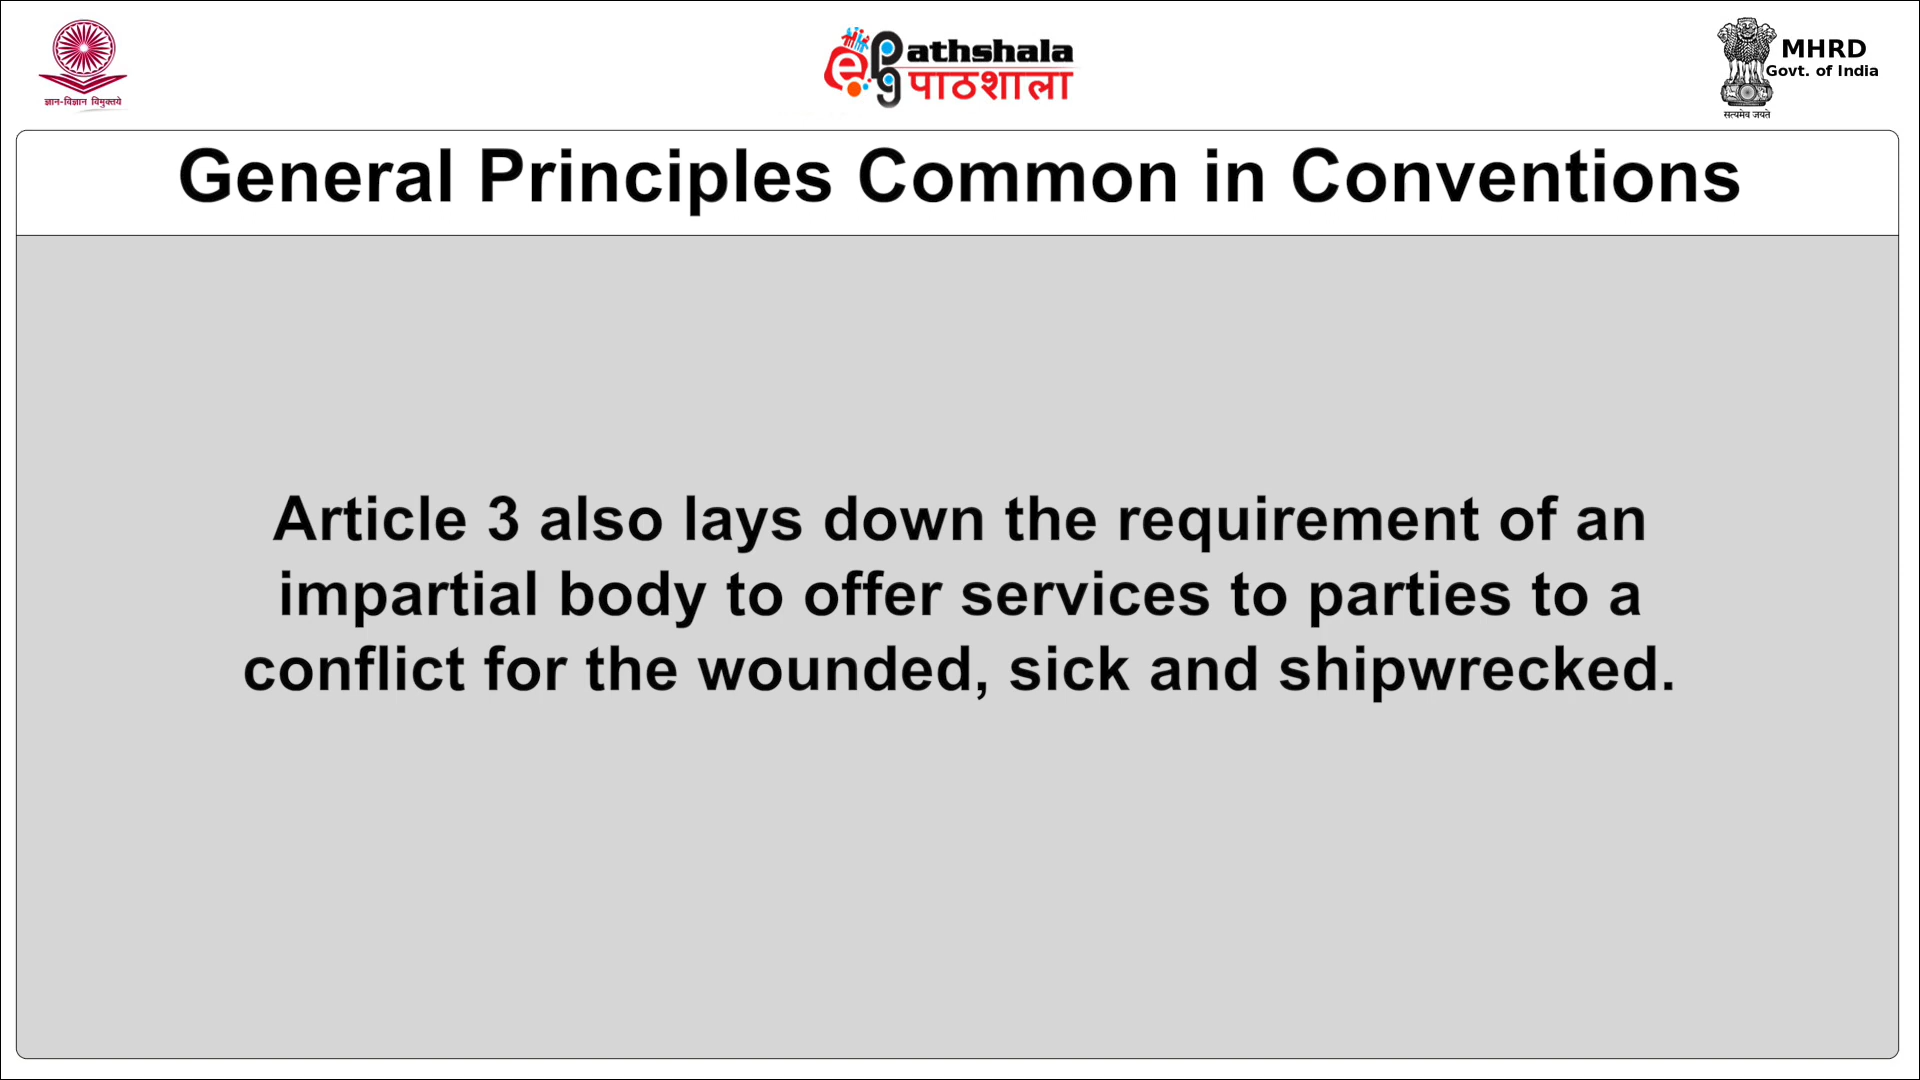 ज्ञान-विज्ञान विमुक्तये
ePGathshala
पाठशाला
MHRD
Govt. of India
सत्यमेव जयते
General Principles Common in Conventions
Article 3 also lays down the requirement of an
impartial body to offer services to parties to a
conflict for the wounded, sick and shipwrecked.